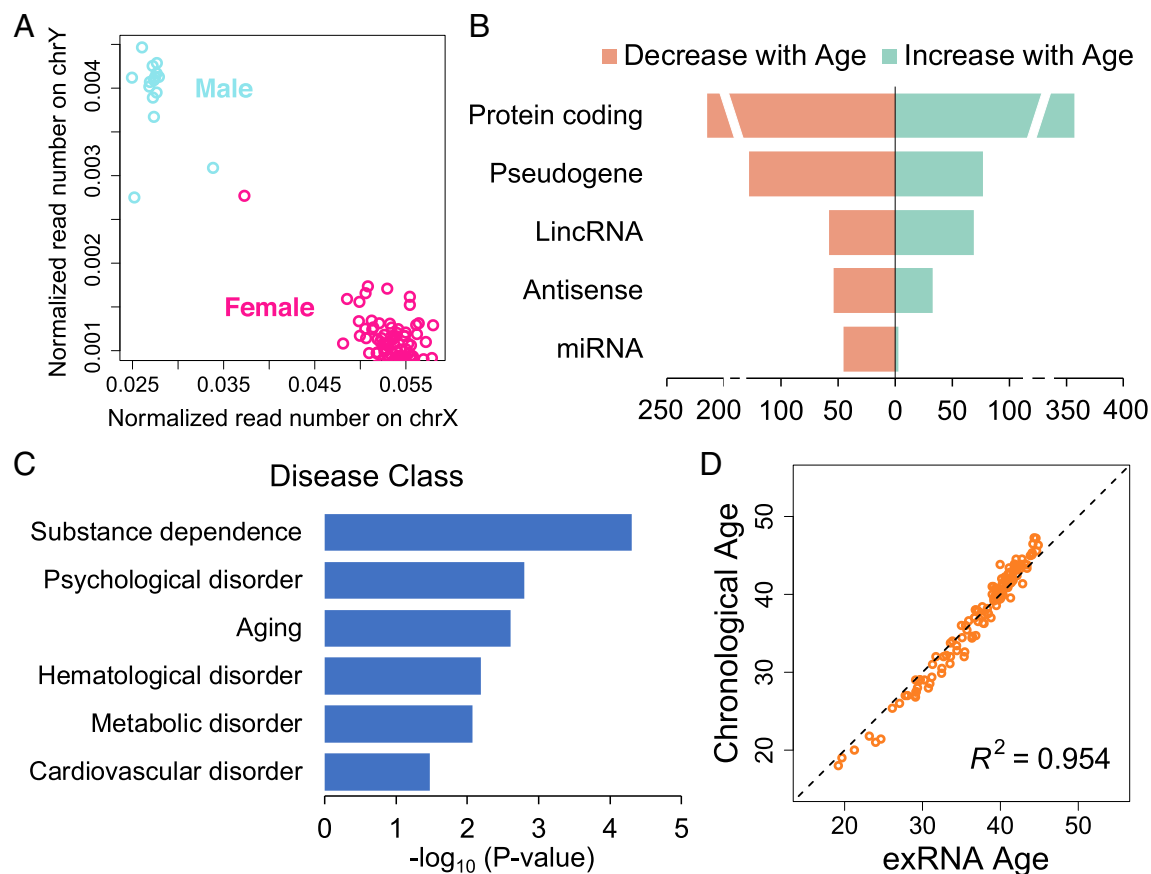 A
Normalized read number on chrY
0.004
0.003
0.002
0.001
Male
Female
0.025 0.035 0.045 0.055
Normalized read number on chrX
B
Decrease with Age Increase with Age
Protein coding
Pseudogene
LincRNA
Antisense
miRNA
250 200 100 50 0 50 100 350 400
C
Disease Class
Substance dependence
Psychological disorder
Aging
Hematological disorder
Metabolic disorder
Cardiovascular disorder
0 1 2 3 4 5
-log₁₀ (P-value)
D
Chronological Age
50
40
30
20
R² = 0.954
20 30 40 50
exRNA Age